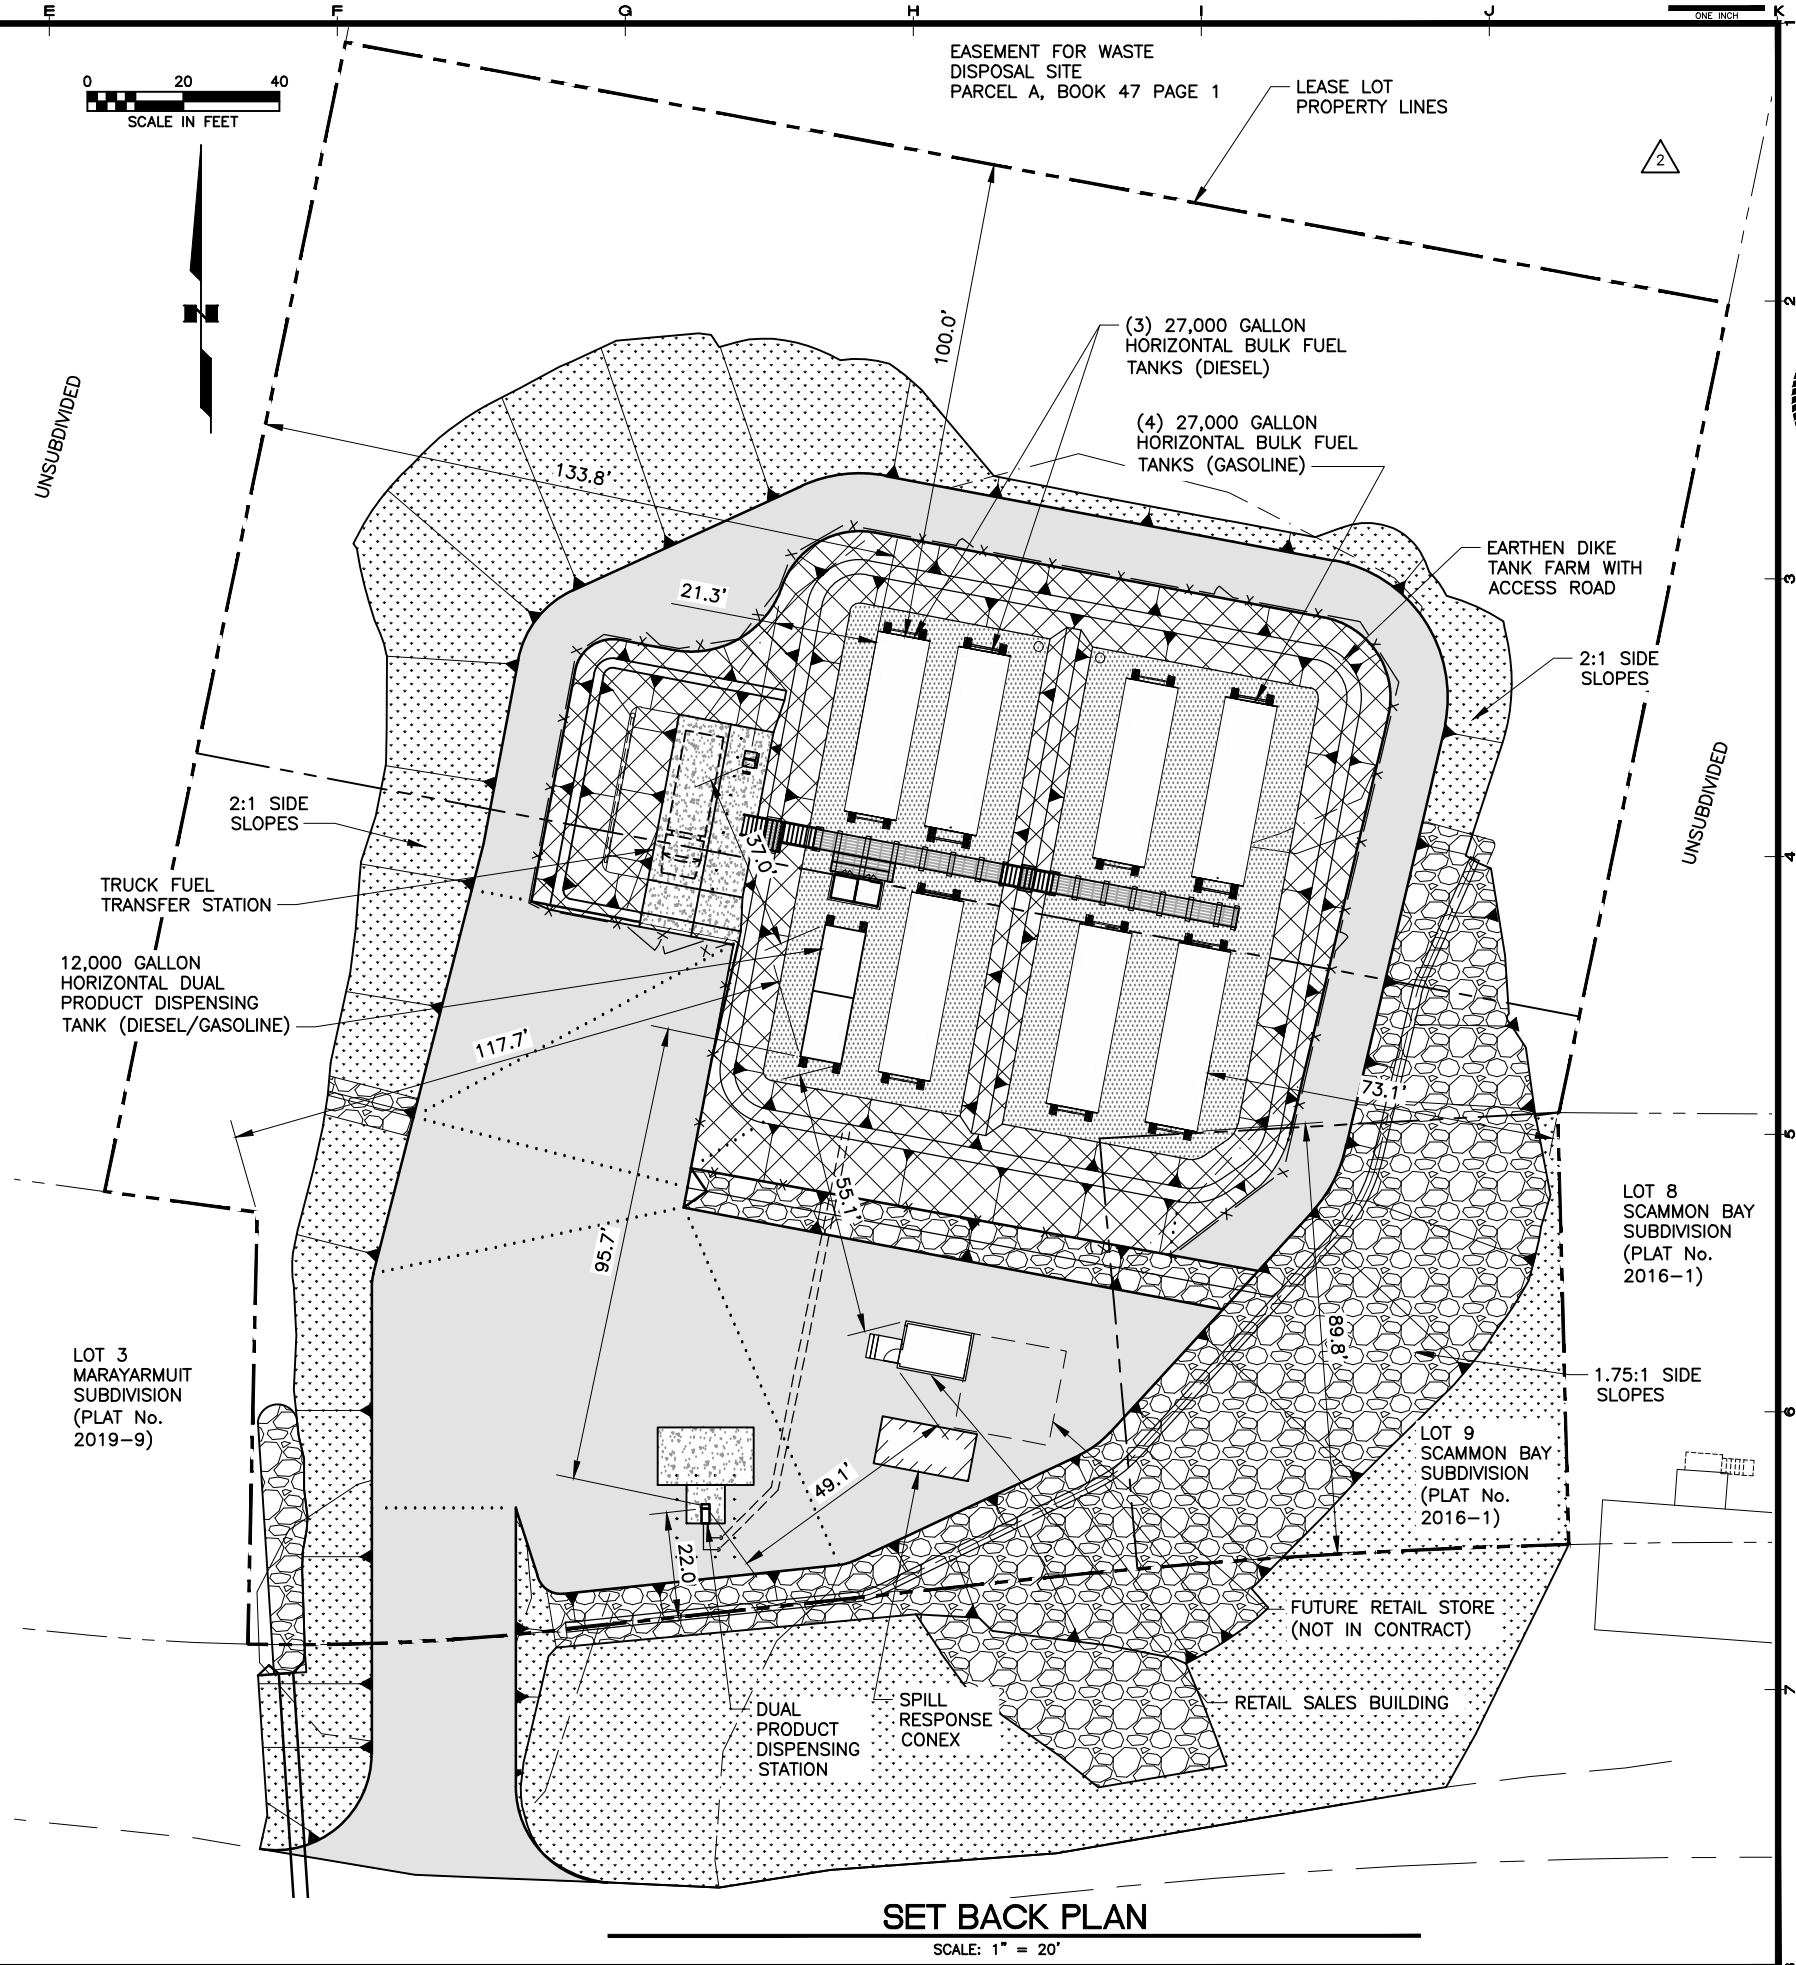 E F G H I J K
ONE INCH
1
EASEMENT FOR WASTE
DISPOSAL SITE
PARCEL A, BOOK 47 PAGE 1
LEASE LOT
PROPERTY LINES
0 20 40
SCALE IN FEET
2
N
2
100.0'
(3) 27,000 GALLON
HORIZONTAL BULK FUEL
TANKS (DIESEL)
UNSUBDIVIDED
(4) 27,000 GALLON
HORIZONTAL BULK FUEL
TANKS (GASOLINE)
133.8'
EARTHEN DIKE
TANK FARM WITH
ACCESS ROAD
3
21.3'
2:1 SIDE
SLOPES
UNSUBDIVIDED
2:1 SIDE
SLOPES
37.0'
4
TRUCK FUEL
TRANSFER STATION
12,000 GALLON
HORIZONTAL DUAL
PRODUCT DISPENSING
TANK (DIESEL/GASOLINE)
117.7'
73.1'
5
55.1'
95.7'
LOT 8
SCAMMON BAY
SUBDIVISION
(PLAT No.
2016-1)
89.8'
LOT 3
MARAYARMUIT
SUBDIVISION
(PLAT No.
2019-9)
1.75:1 SIDE
SLOPES
6
LOT 9
SCAMMON BAY
SUBDIVISION
(PLAT No.
2016-1)
49.1'
22.0
FUTURE RETAIL STORE
(NOT IN CONTRACT)
7
RETAIL SALES BUILDING
SPILL
RESPONSE
CONEX
DUAL
PRODUCT
DISPENSING
STATION
SET BACK PLAN
SCALE: 1" = 20'